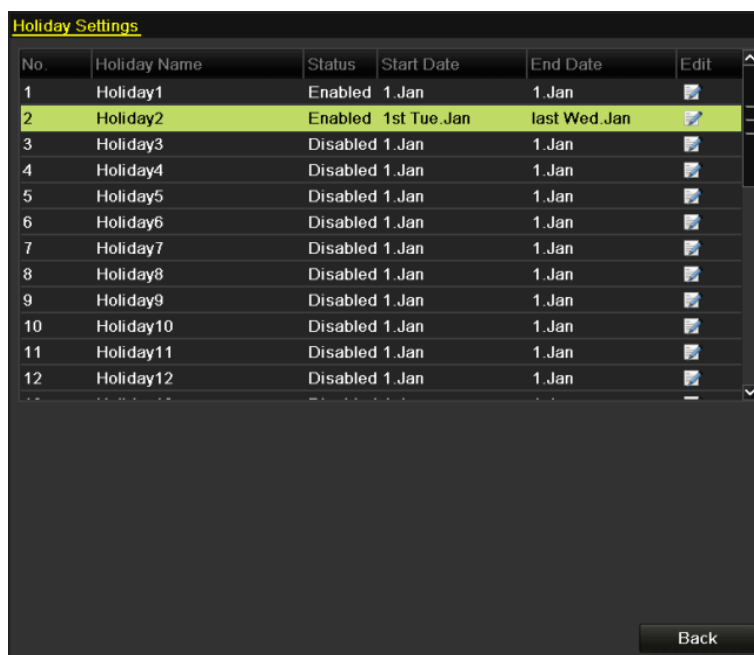 Holiday Settings
No. Holiday Name Status Start Date End Date Edit
1 Holiday1 Enabled 1.Jan 1.Jan
2 Holiday2 Enabled 1st Tue.Jan last Wed.Jan
3 Holiday3 Disabled 1.Jan 1.Jan
4 Holiday4 Disabled 1.Jan 1.Jan
5 Holiday5 Disabled 1.Jan 1.Jan
6 Holiday6 Disabled 1.Jan 1.Jan
7 Holiday7 Disabled 1.Jan 1.Jan
8 Holiday8 Disabled 1.Jan 1.Jan
9 Holiday9 Disabled 1.Jan 1.Jan
10 Holiday10 Disabled 1.Jan 1.Jan
11 Holiday11 Disabled 1.Jan 1.Jan
12 Holiday12 Disabled 1.Jan 1.Jan
Back